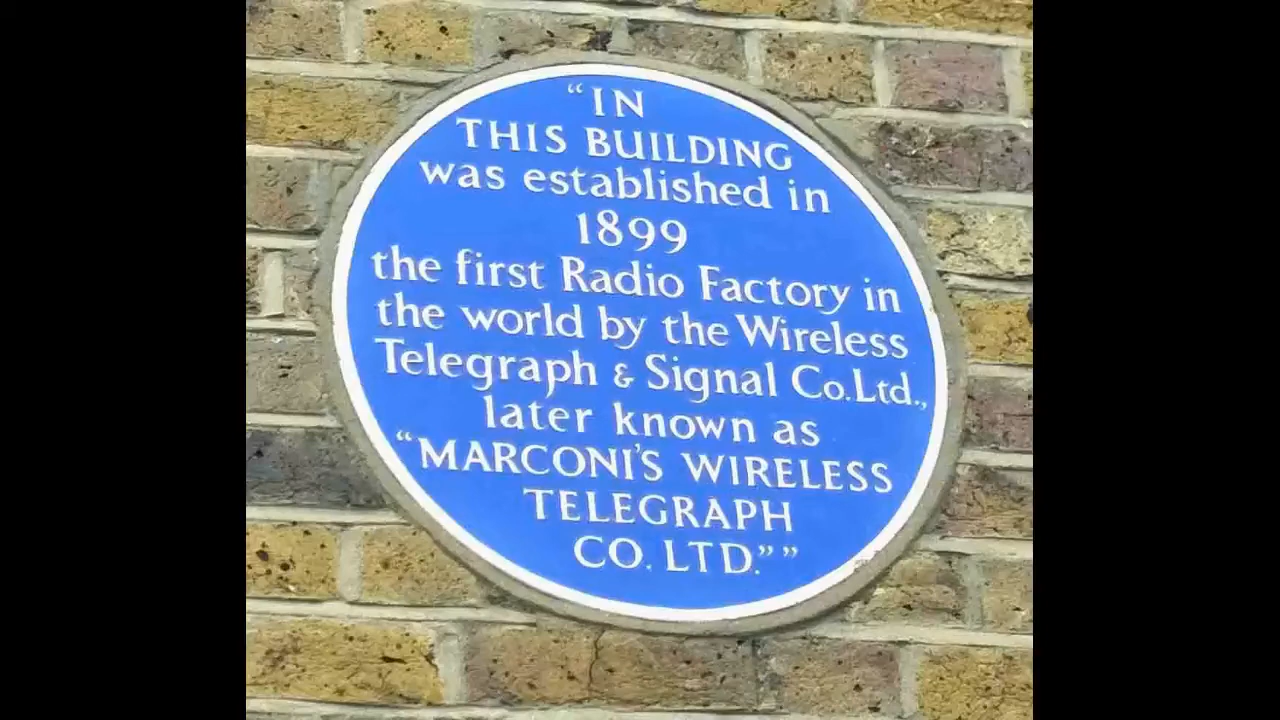 “IN
THIS BUILDING
was established in
1899
the first Radio Factory in
the world by the Wireless
Telegraph & Signal Co.Ltd.,
later known as
“MARCONI’S WIRELESS
TELEGRAPH
CO. LTD.” ”